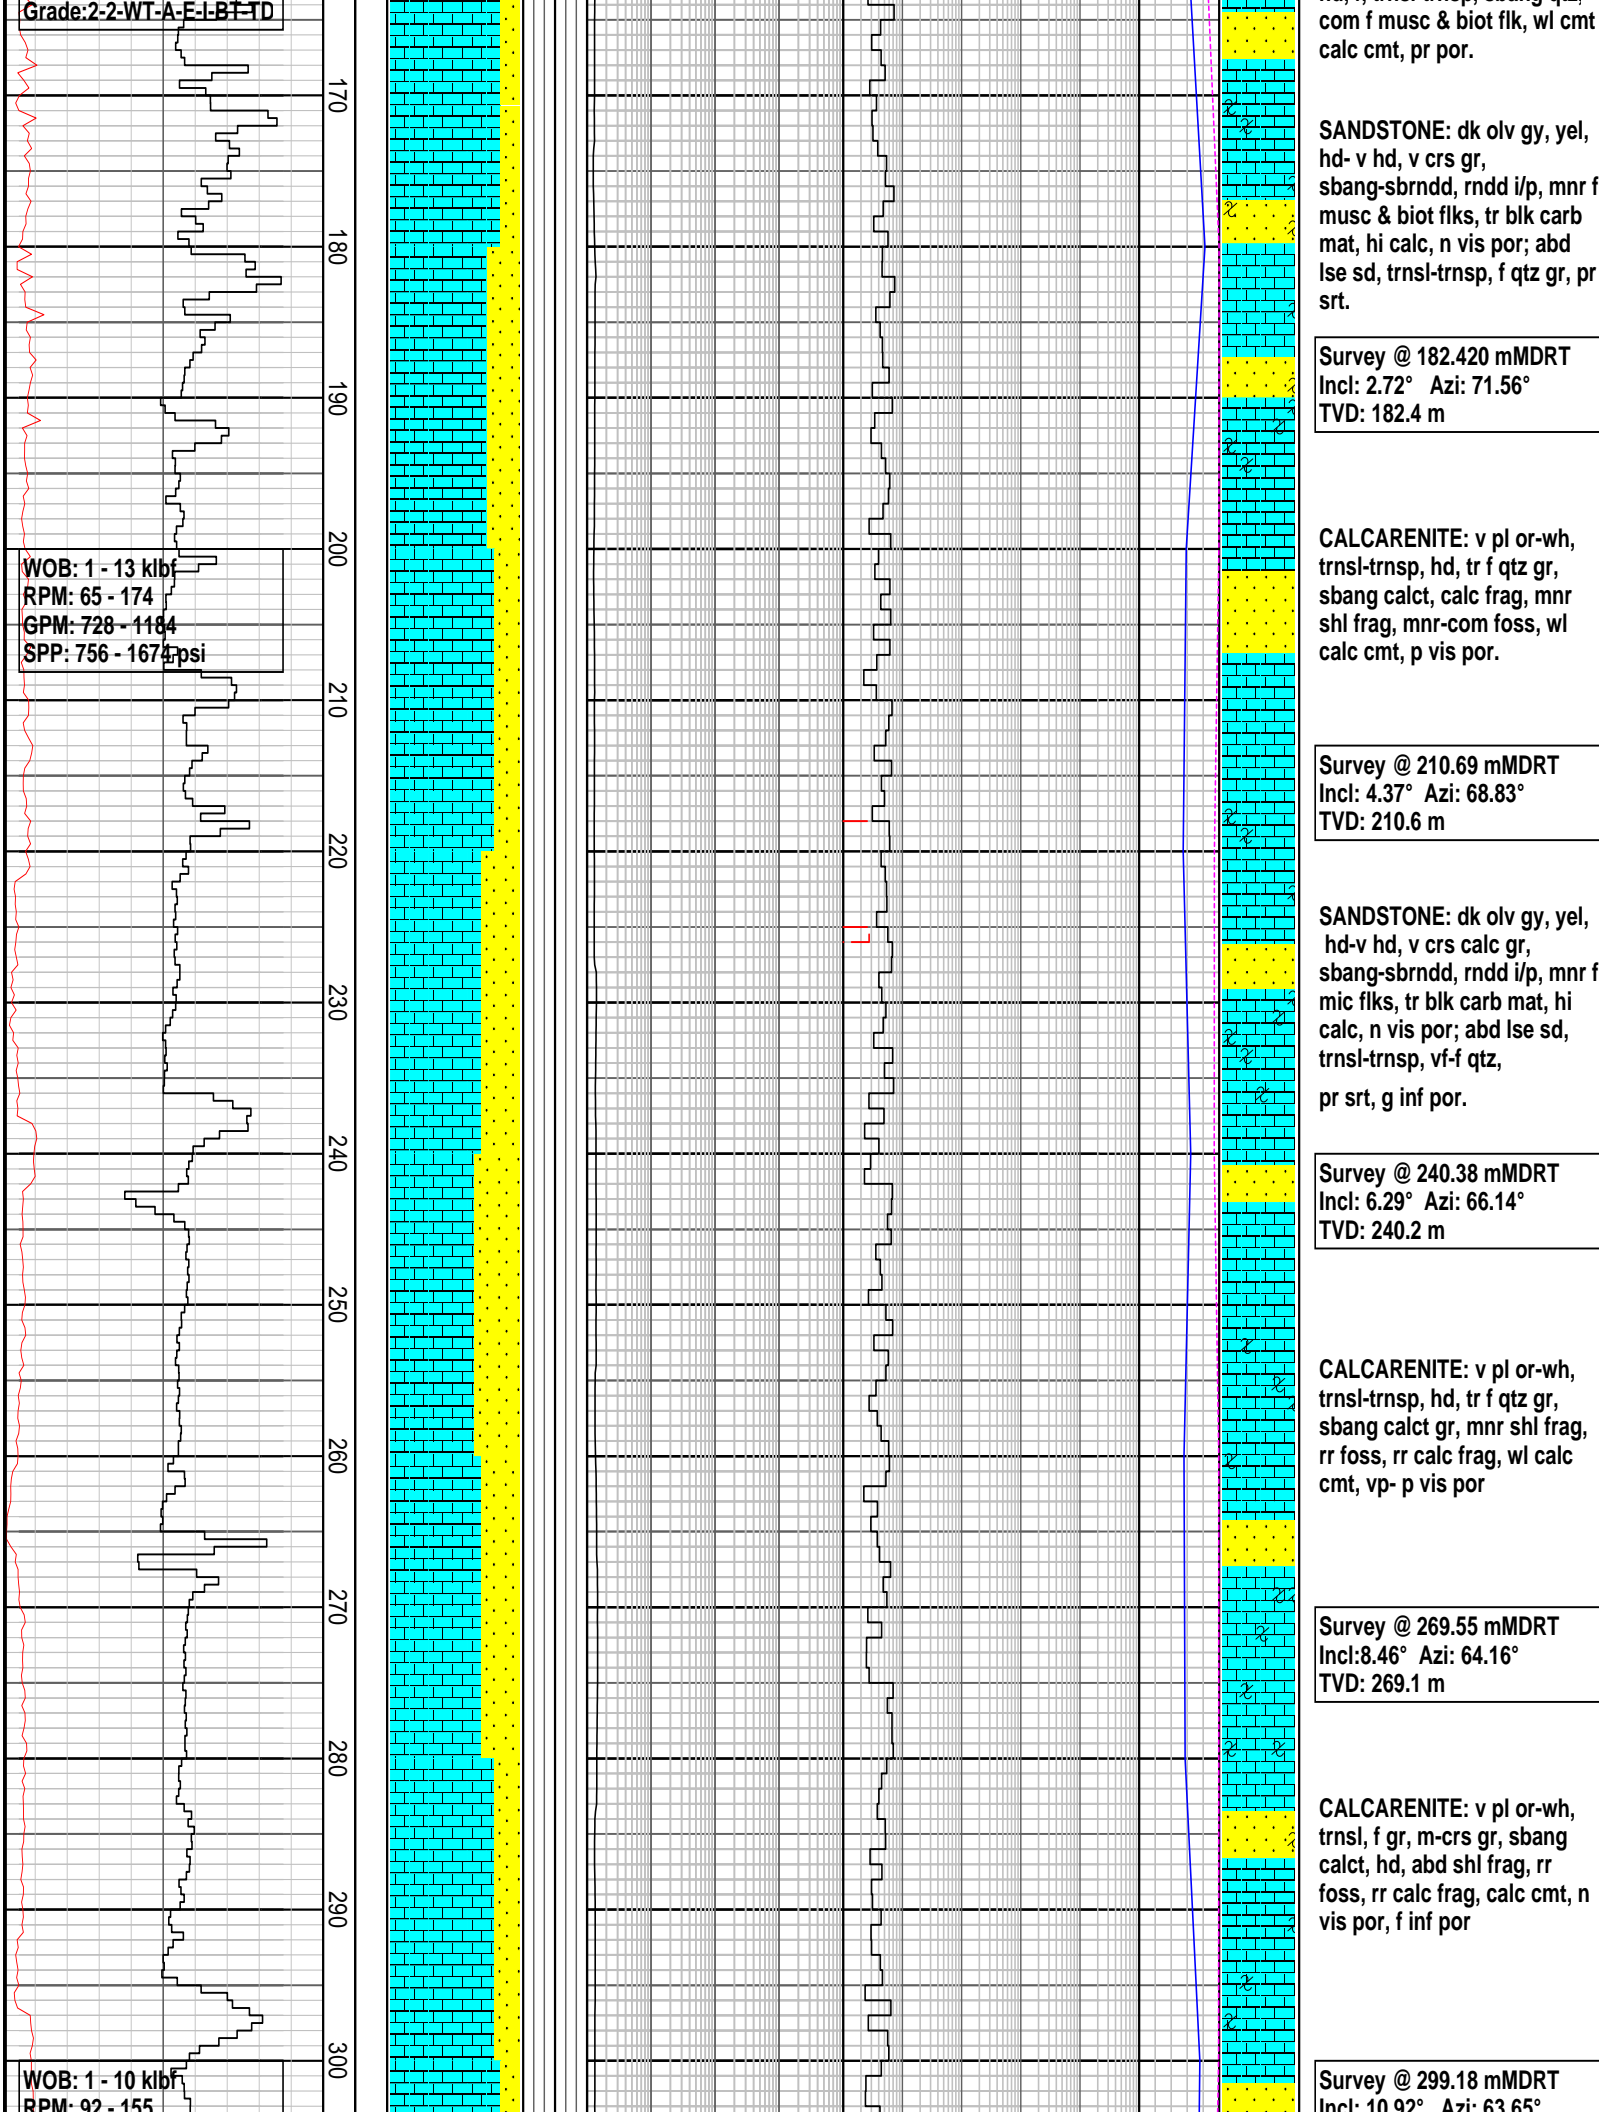 Grade:2-2-WT-A-E-I-BT-TD
170
180
190
200
WOB: 1 - 13 klbf
RPM: 65 - 174
GPM: 728 - 1184
SPP: 756 - 1674 psi
210
220
230
240
250
260
270
280
290
300
WOB: 1 - 10 klbf
RPM: 92 - 155
com f musc & biot flk, wl cmt
calc cmt, pr por.
SANDSTONE: dk olv gy, yel,
hd- v hd, v crs gr,
sbang-sbrndd, rndd i/p, mnr f
musc & biot flks, tr blk carb
mat, hi calc, n vis por; abd
lse sd, trnsl-trnsp, f qtz gr, pr
srt.
Survey @ 182.420 mMDRT
Incl: 2.72° Azi: 71.56°
TVD: 182.4 m
CALCARENITE: v pl or-wh,
trnsl-trnsp, hd, tr f qtz gr,
sbang calct, calc frag, mnr
shl frag, mnr-com foss, wl
calc cmt, p vis por.
Survey @ 210.69 mMDRT
Incl: 4.37° Azi: 68.83°
TVD: 210.6 m
SANDSTONE: dk olv gy, yel,
hd-v hd, v crs calc gr,
sbang-sbrndd, rndd i/p, mnr f
mic flks, tr blk carb mat, hi
calc, n vis por; abd lse sd,
trnsl-trnsp, vf-f qtz,
pr srt, g inf por.
Survey @ 240.38 mMDRT
Incl: 6.29° Azi: 66.14°
TVD: 240.2 m
CALCARENITE: v pl or-wh,
trnsl-trnsp, hd, tr f qtz gr,
sbang calct gr, mnr shl frag,
rr foss, rr calc frag, wl calc
cmt, vp- p vis por
Survey @ 269.55 mMDRT
Incl:8.46° Azi: 64.16°
TVD: 269.1 m
CALCARENITE: v pl or-wh,
trnsl, f gr, m-crs gr, sbang
calct, hd, abd shl frag, rr
foss, rr calc frag, calc cmt, n
vis por, f inf por
Survey @ 299.18 mMDRT
Incl: 10.92° Azi: 63.65°